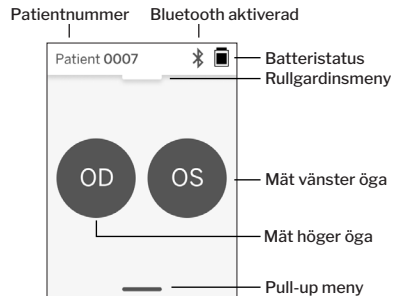 Patientnummer
Bluetooth aktiverad
Patient 0007
Batteristatus
Rullgardinsmeny
OD
OS
Mät vänster öga
Mät höger öga
Pull-up meny